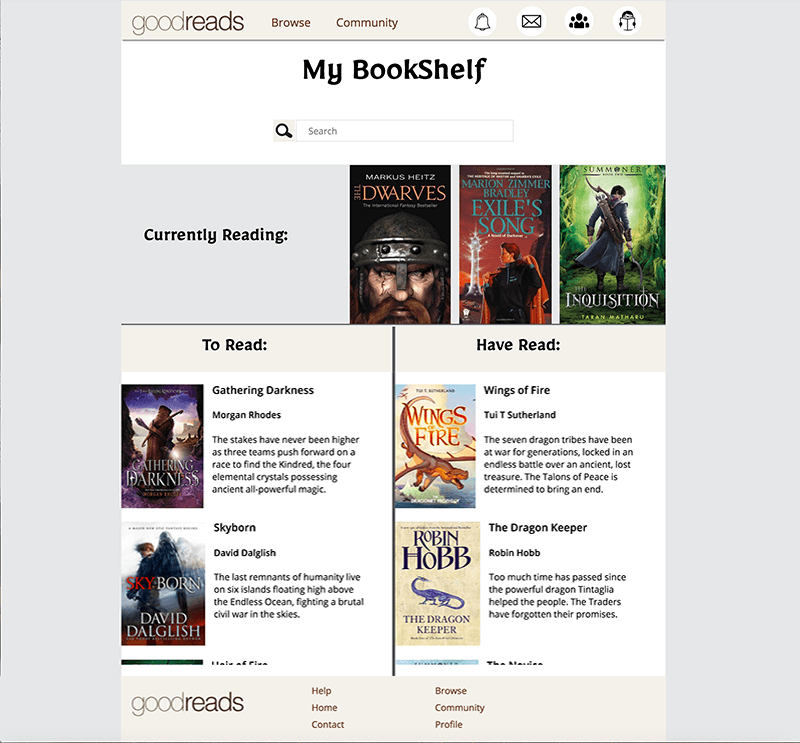 goodreads
Browse
Community
My BookShelf
Search
Currently Reading:
MARKUS HEITZ
THE DWARVES
The International Fantasy Bestseller
MARION ZIMMER
BRADLEY
EXILE'S
SONG
A Novel of Darkover
SUMMONER
BOOK TWO
THE
INQUISITION
TARAN MATHARU
To Read:
GATHERING
DARKNESS
MORGAN RHODES
Gathering Darkness
Morgan Rhodes
The stakes have never been higher
as three teams push forward on a
race to find the Kindred, the four
elemental crystals possessing
ancient all-powerful magic.
A MAJOR NEW EPIC FANTASY BEGINS
SKYBORN
DAVID
DALGLISH
Skyborn
David Dalglish
The last remnants of humanity live
on six islands floating high above
the Endless Ocean, fighting a brutal
civil war in the skies.
Heir of Fire
Have Read:
TUI T. SUTHERLAND
WINGS
OF
FIRE
Wings of Fire
Tui T Sutherland
The seven dragon tribes have been
at war for generations, locked in an
endless battle over an ancient, lost
treasure. The Talons of Peace is
determined to bring an end.
ROBIN
HOBB
THE DRAGON
KEEPER
The Dragon Keeper
Robin Hobb
Too much time has passed since
the powerful dragon Tintaglia
helped the people. The Traders
have forgotten their promises.
The Novice
goodreads
Help
Home
Contact
Browse
Community
Profile